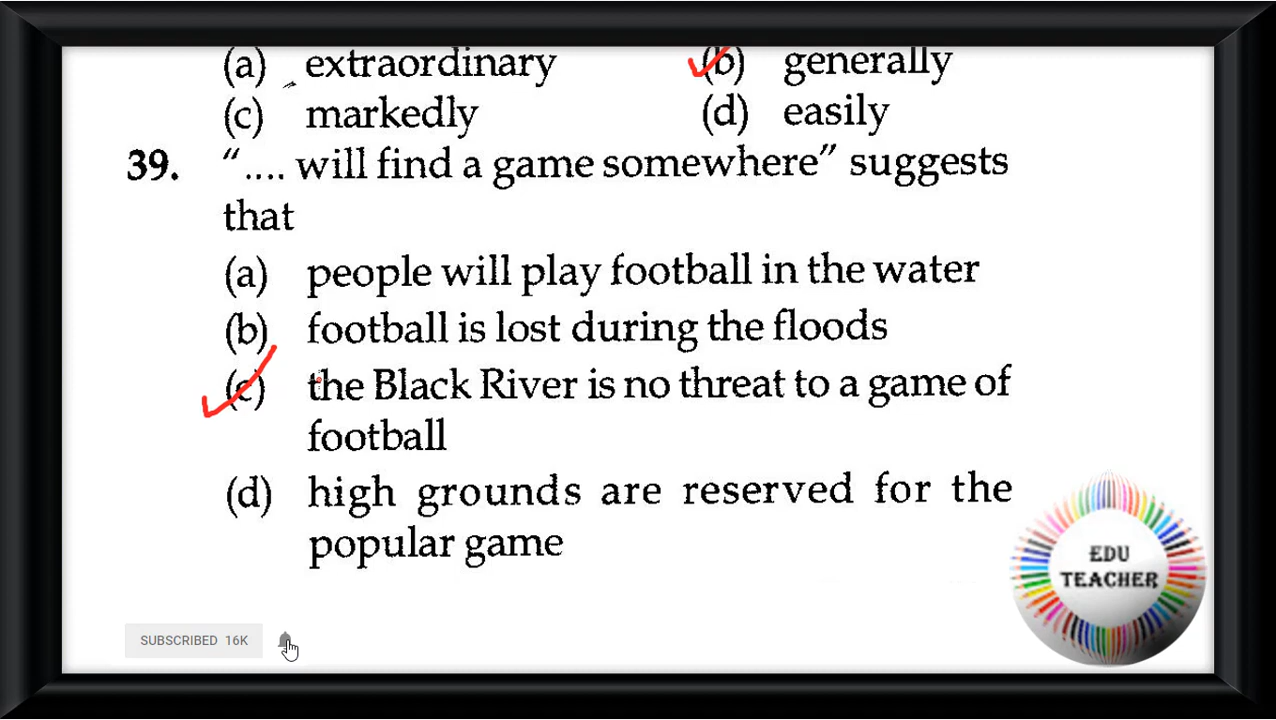 (a) extraordinary (b) generally
(c) markedly (d) easily
39. ".... will find a game somewhere" suggests
that
(a) people will play football in the water
(b) football is lost during the floods
(c) the Black River is no threat to a game of
football
(d) high grounds are reserved for the
popular game
EDU
TEACHER
SUBSCRIBED 16K